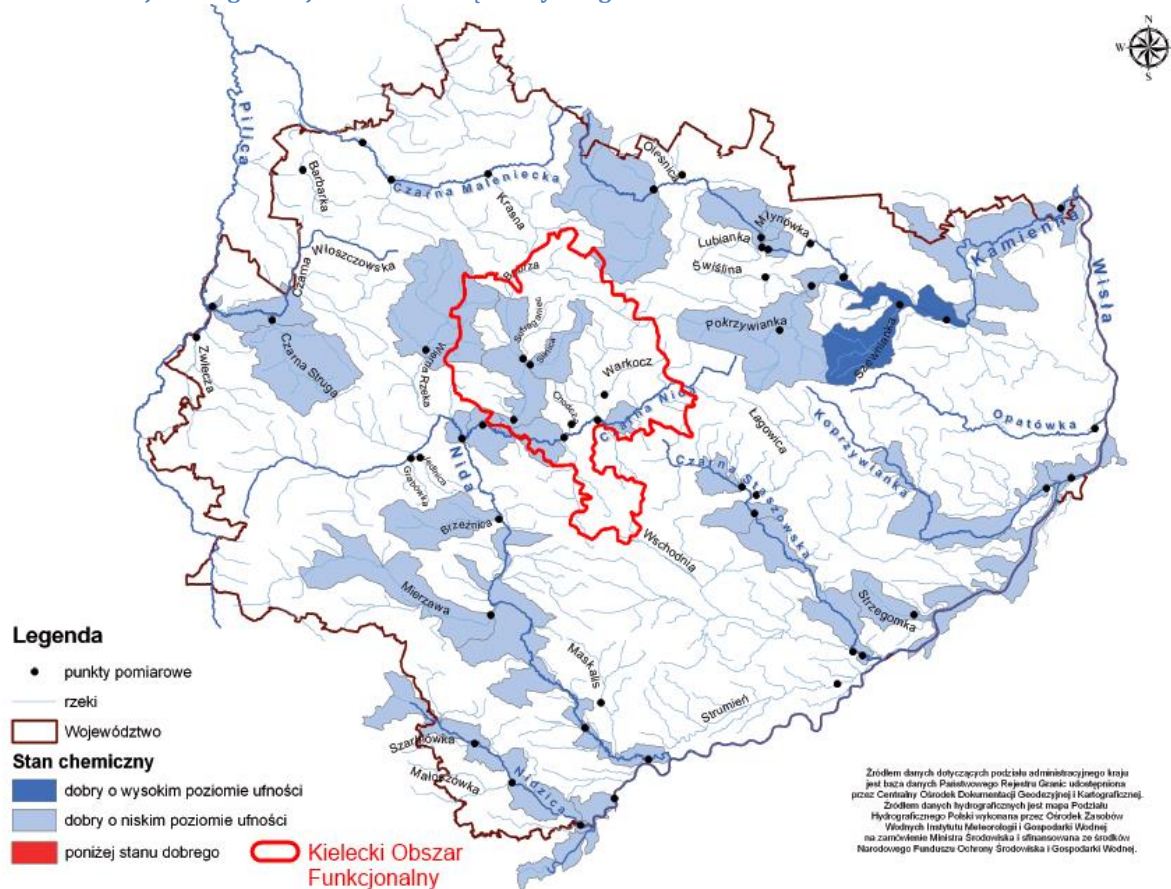 N
W
E
S
Pilica
Barbarka
Czarna Maleniecka
Krasna
Oleśnica
Młynówka
Lubianka
Świślina
Kamienna
Wisła
Czarna
Włoszczowska
Bobrza
Sufragańiec
Silnica
Pokrzywianka
Szewnianka
Zwlecza
Czarna Struga
Wierna Rzeka
Warkocz
Chodcza
Czarna Nida
Łagowica
Koprzywianka
Opatówka
Nida
Jedlnica
Grapówka
Czarna Staszowska
Brzeźnica
Wschodnia
Mierzawa
Strzegomka
Maskalis
Strumień
Szarbiówka
Małoszówka
Nidzica
Legenda
punkty pomiarowe
rzeki
Województwo
Stan chemiczny
dobry o wysokim poziomie ufności
dobry o niskim poziomie ufności
poniżej stanu dobrego
Kielecki Obszar
Funkcjonalny
Źródłem danych dotyczących podziału administracyjnego kraju
jest baza danych Państwowego Rejestru Granic udostępniona
przez Centralny Ośrodek Dokumentacji Geodezyjnej i Kartograficznej.
Źródłem danych hydrograficznych jest mapa Podziału
Hydrograficznego Polski wykonana przez Ośrodek Zasobów
Wodnych Instytutu Meteorologii i Gospodarki Wodnej
na zamówienie Ministra Środowiska i sfinansowana ze środków
Narodowego Funduszu Ochrony Środowiska i Gospodarki Wodnej.